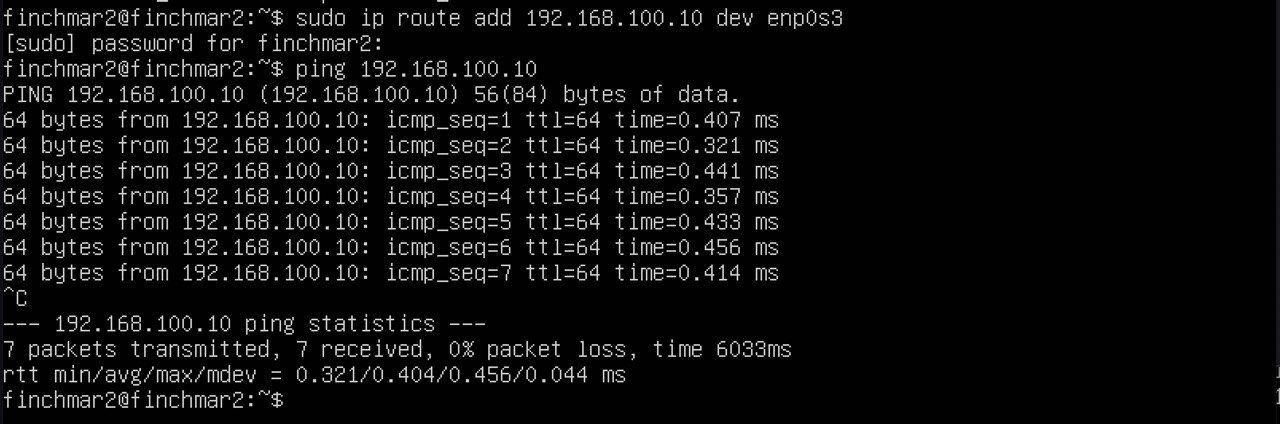 finchmar2@finchmar2:~$ sudo ip route add 192.168.100.10 dev enp0s3
[sudo] password for finchmar2:
finchmar2@finchmar2:~$ ping 192.168.100.10
PING 192.168.100.10 (192.168.100.10) 56(84) bytes of data.
64 bytes from 192.168.100.10: icmp_seq=1 ttl=64 time=0.407 ms
64 bytes from 192.168.100.10: icmp_seq=2 ttl=64 time=0.321 ms
64 bytes from 192.168.100.10: icmp_seq=3 ttl=64 time=0.441 ms
64 bytes from 192.168.100.10: icmp_seq=4 ttl=64 time=0.357 ms
64 bytes from 192.168.100.10: icmp_seq=5 ttl=64 time=0.433 ms
64 bytes from 192.168.100.10: icmp_seq=6 ttl=64 time=0.456 ms
64 bytes from 192.168.100.10: icmp_seq=7 ttl=64 time=0.414 ms
^C
--- 192.168.100.10 ping statistics ---
7 packets transmitted, 7 received, 0% packet loss, time 6033ms
rtt min/avg/max/mdev = 0.321/0.404/0.456/0.044 ms
finchmar2@finchmar2:~$